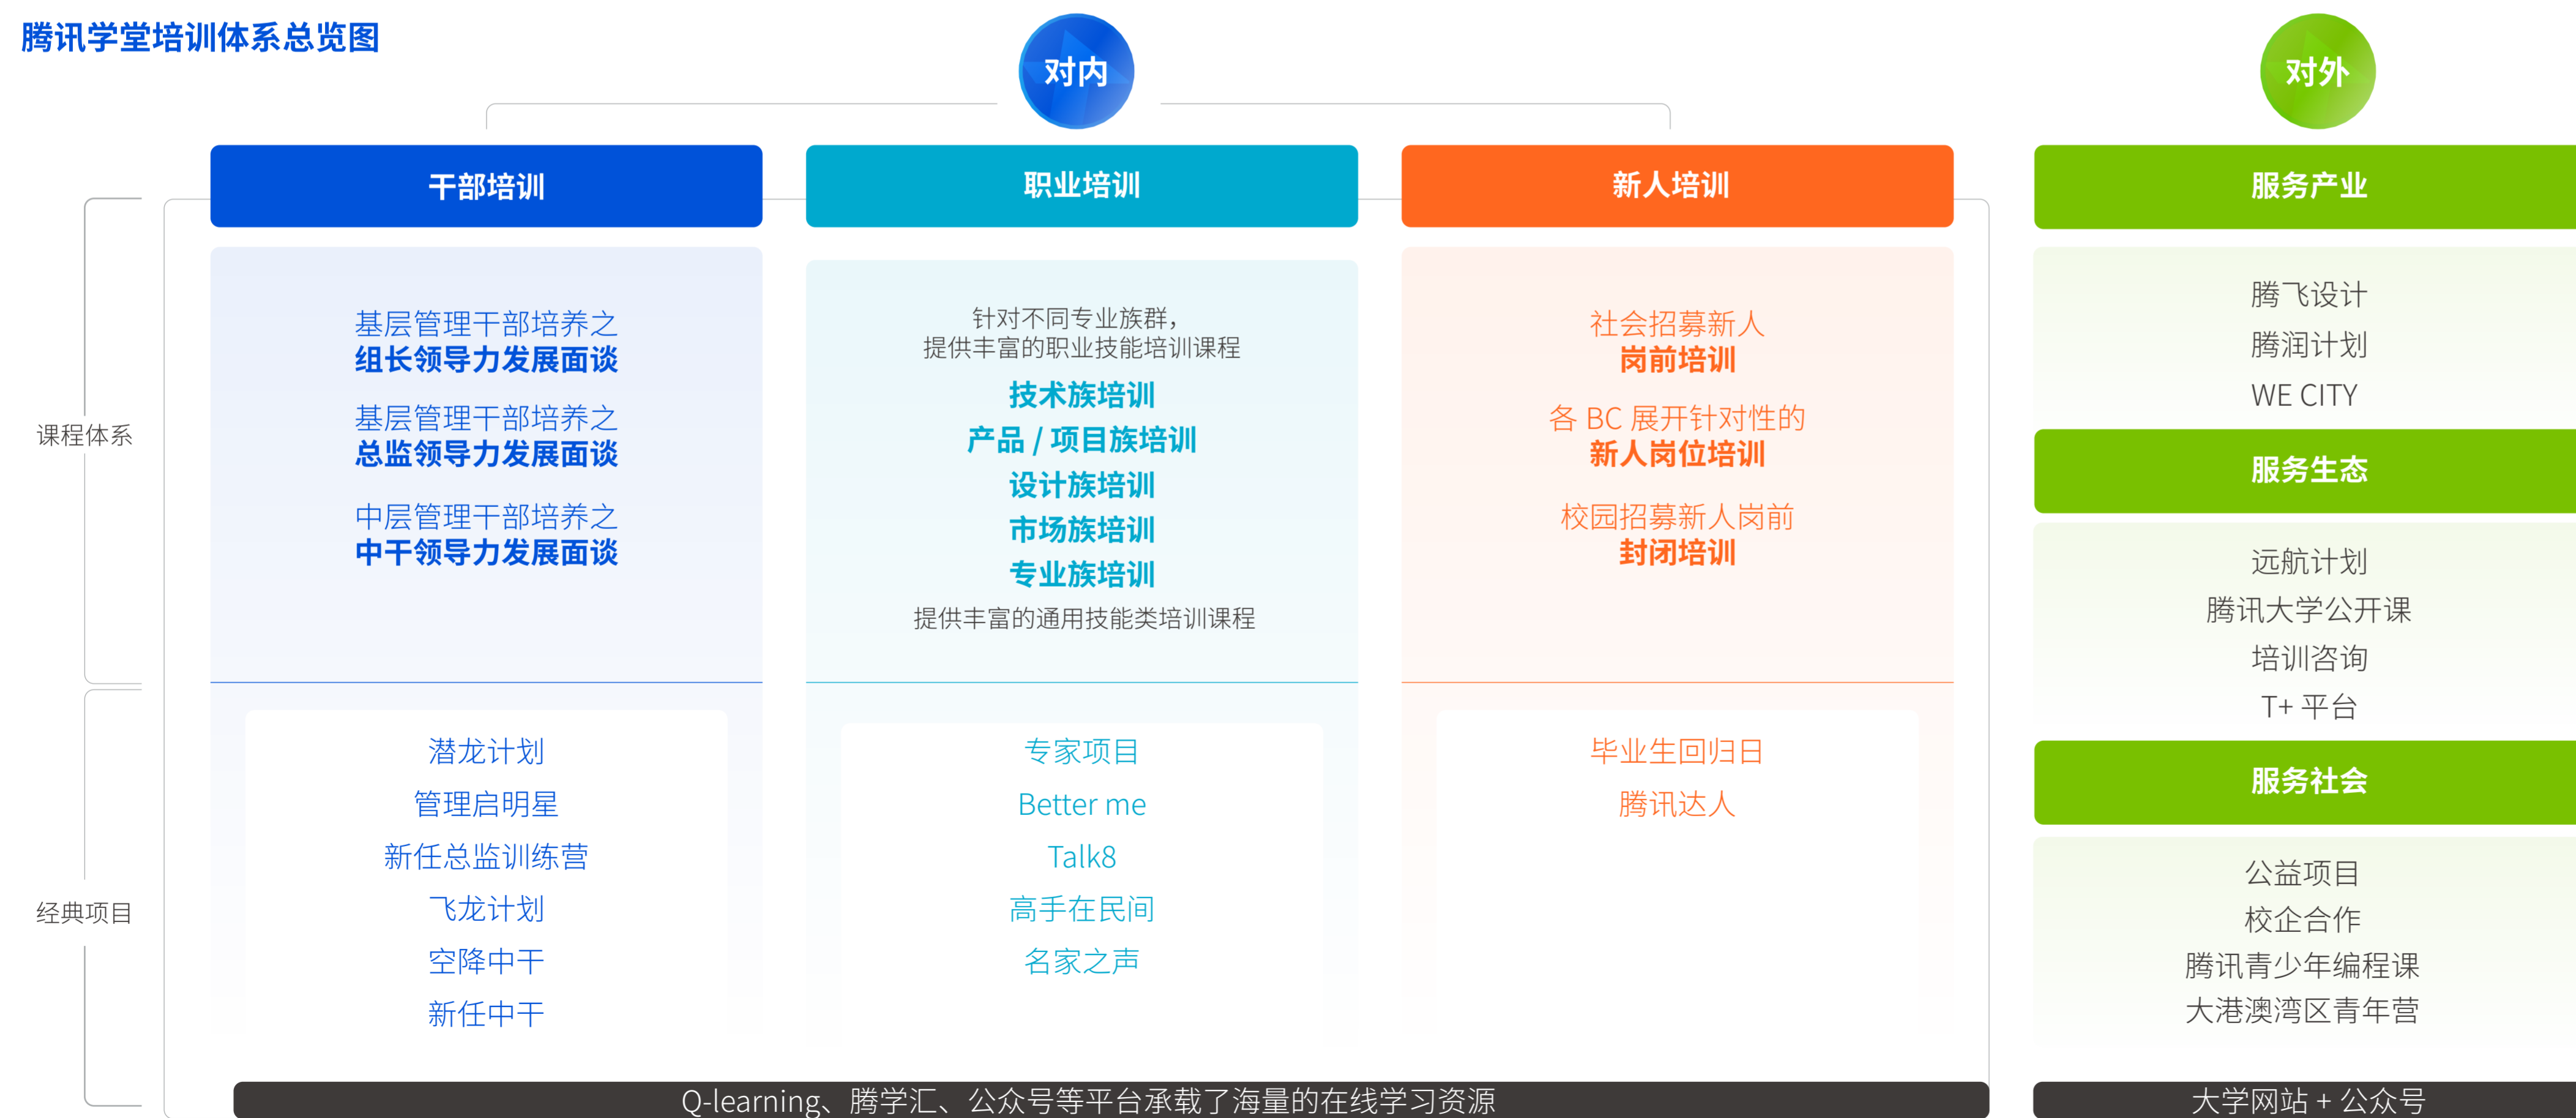 腾讯学堂培训体系总览图
对内
对外
干部培训
职业培训
新人培训
服务产业
课程体系
基层管理干部培养之
组长领导力发展面谈
基层管理干部培养之
总监领导力发展面谈
中层管理干部培养之
中干领导力发展面谈
针对不同专业族群，
提供丰富的职业技能培训课程
技术族培训
产品 / 项目族培训
设计族培训
市场族培训
专业族培训
提供丰富的通用技能类培训课程
社会招募新人
岗前培训
各 BC 展开针对性的
新人岗位培训
校园招募新人岗前
封闭培训
腾飞设计
腾润计划
WE CITY
服务生态
远航计划
腾讯大学公开课
培训咨询
T+ 平台
经典项目
潜龙计划
管理启明星
新任总监训练营
飞龙计划
空降中干
新任中干
专家项目
Better me
Talk8
高手在民间
名家之声
毕业生回归日
腾讯达人
服务社会
公益项目
校企合作
腾讯青少年编程课
大港澳湾区青年营
Q-learning、腾学汇、公众号等平台承载了海量的在线学习资源
大学网站 + 公众号